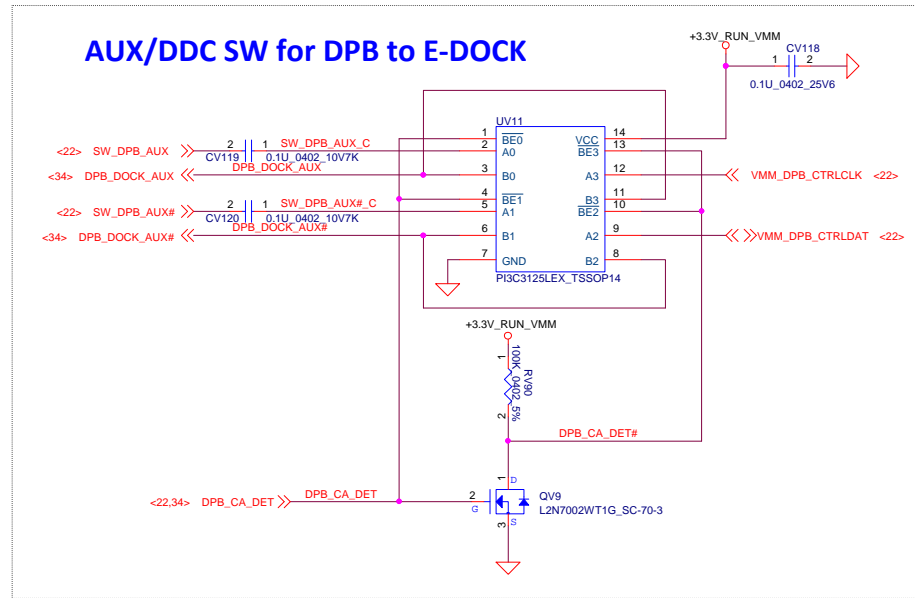 AUX/DDC SW for DPB to E-DOCK
+3.3V_RUN_VMM
CV118
1 2
0.1U_0402_25V6
UV11
1 BE0 VCC 14
<22> SW_DPB_AUX 2 1 SW_DPB_AUX_C 2 A0 BE3 13
CV119 0.1U_0402_10V7K
<34> DPB_DOCK_AUX DPB_DOCK_AUX 3 B0 A3 12 VMM_DPB_CTRLCLK <22>
4 BE1 B3 11
<22> SW_DPB_AUX# 2 1 SW_DPB_AUX#_C 5 A1 BE2 10
CV120 0.1U_0402_10V7K
<34> DPB_DOCK_AUX# DPB_DOCK_AUX# 6 B1 A2 9 VMM_DPB_CTRLDAT <22>
7 GND B2 8
PI3C3125LEX_TSSOP14
+3.3V_RUN_VMM
1
RV90
100K_0402_5%
2
DPB_CA_DET#
1 D
<22,34> DPB_CA_DET DPB_CA_DET 2 G
QV9
L2N7002WT1G_SC-70-3
3 S